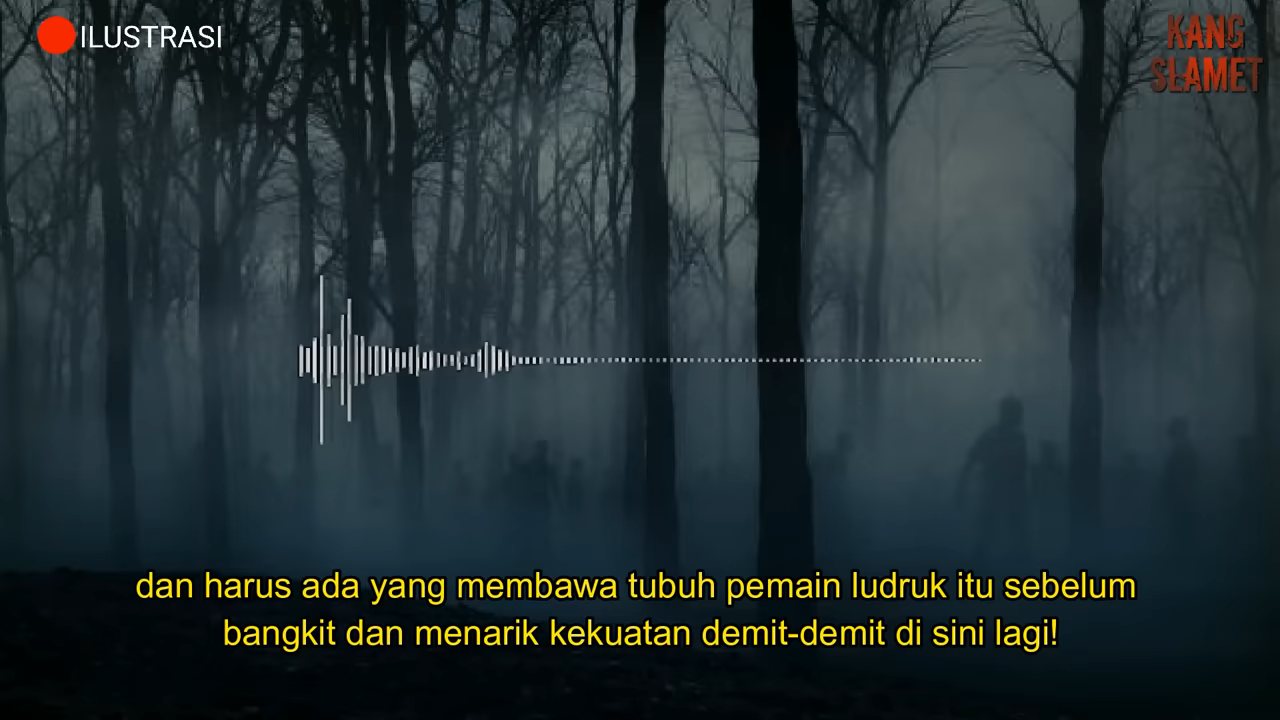 ILUSTRASI
KANG
SLAMET
dan harus ada yang membawa tubuh pemain ludruk itu sebelum
bangkit dan menarik kekuatan demit-demit di sini lagi!